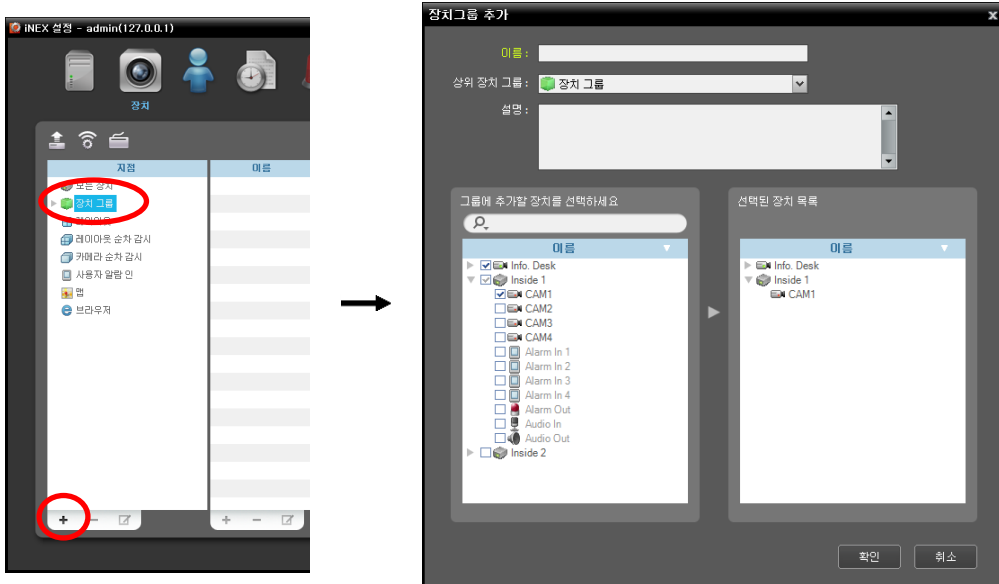 iNEX 설정 - admin(127.0.0.1)
장치
지점
이름
모든 장치
장치 그룹
레이아웃
레이아웃 순차 감시
카메라 순차 감시
사용자 알람 인
맵
브라우저
장치그룹 추가
이름 :
상위 장치 그룹 : 장치 그룹
설명 :
그룹에 추가할 장치를 선택하세요
이름
Info. Desk
Inside 1
CAM1
CAM2
CAM3
CAM4
Alarm In 1
Alarm In 2
Alarm In 3
Alarm In 4
Alarm Out
Audio In
Audio Out
Inside 2
선택된 장치 목록
이름
Info. Desk
Inside 1
CAM1
확인
취소